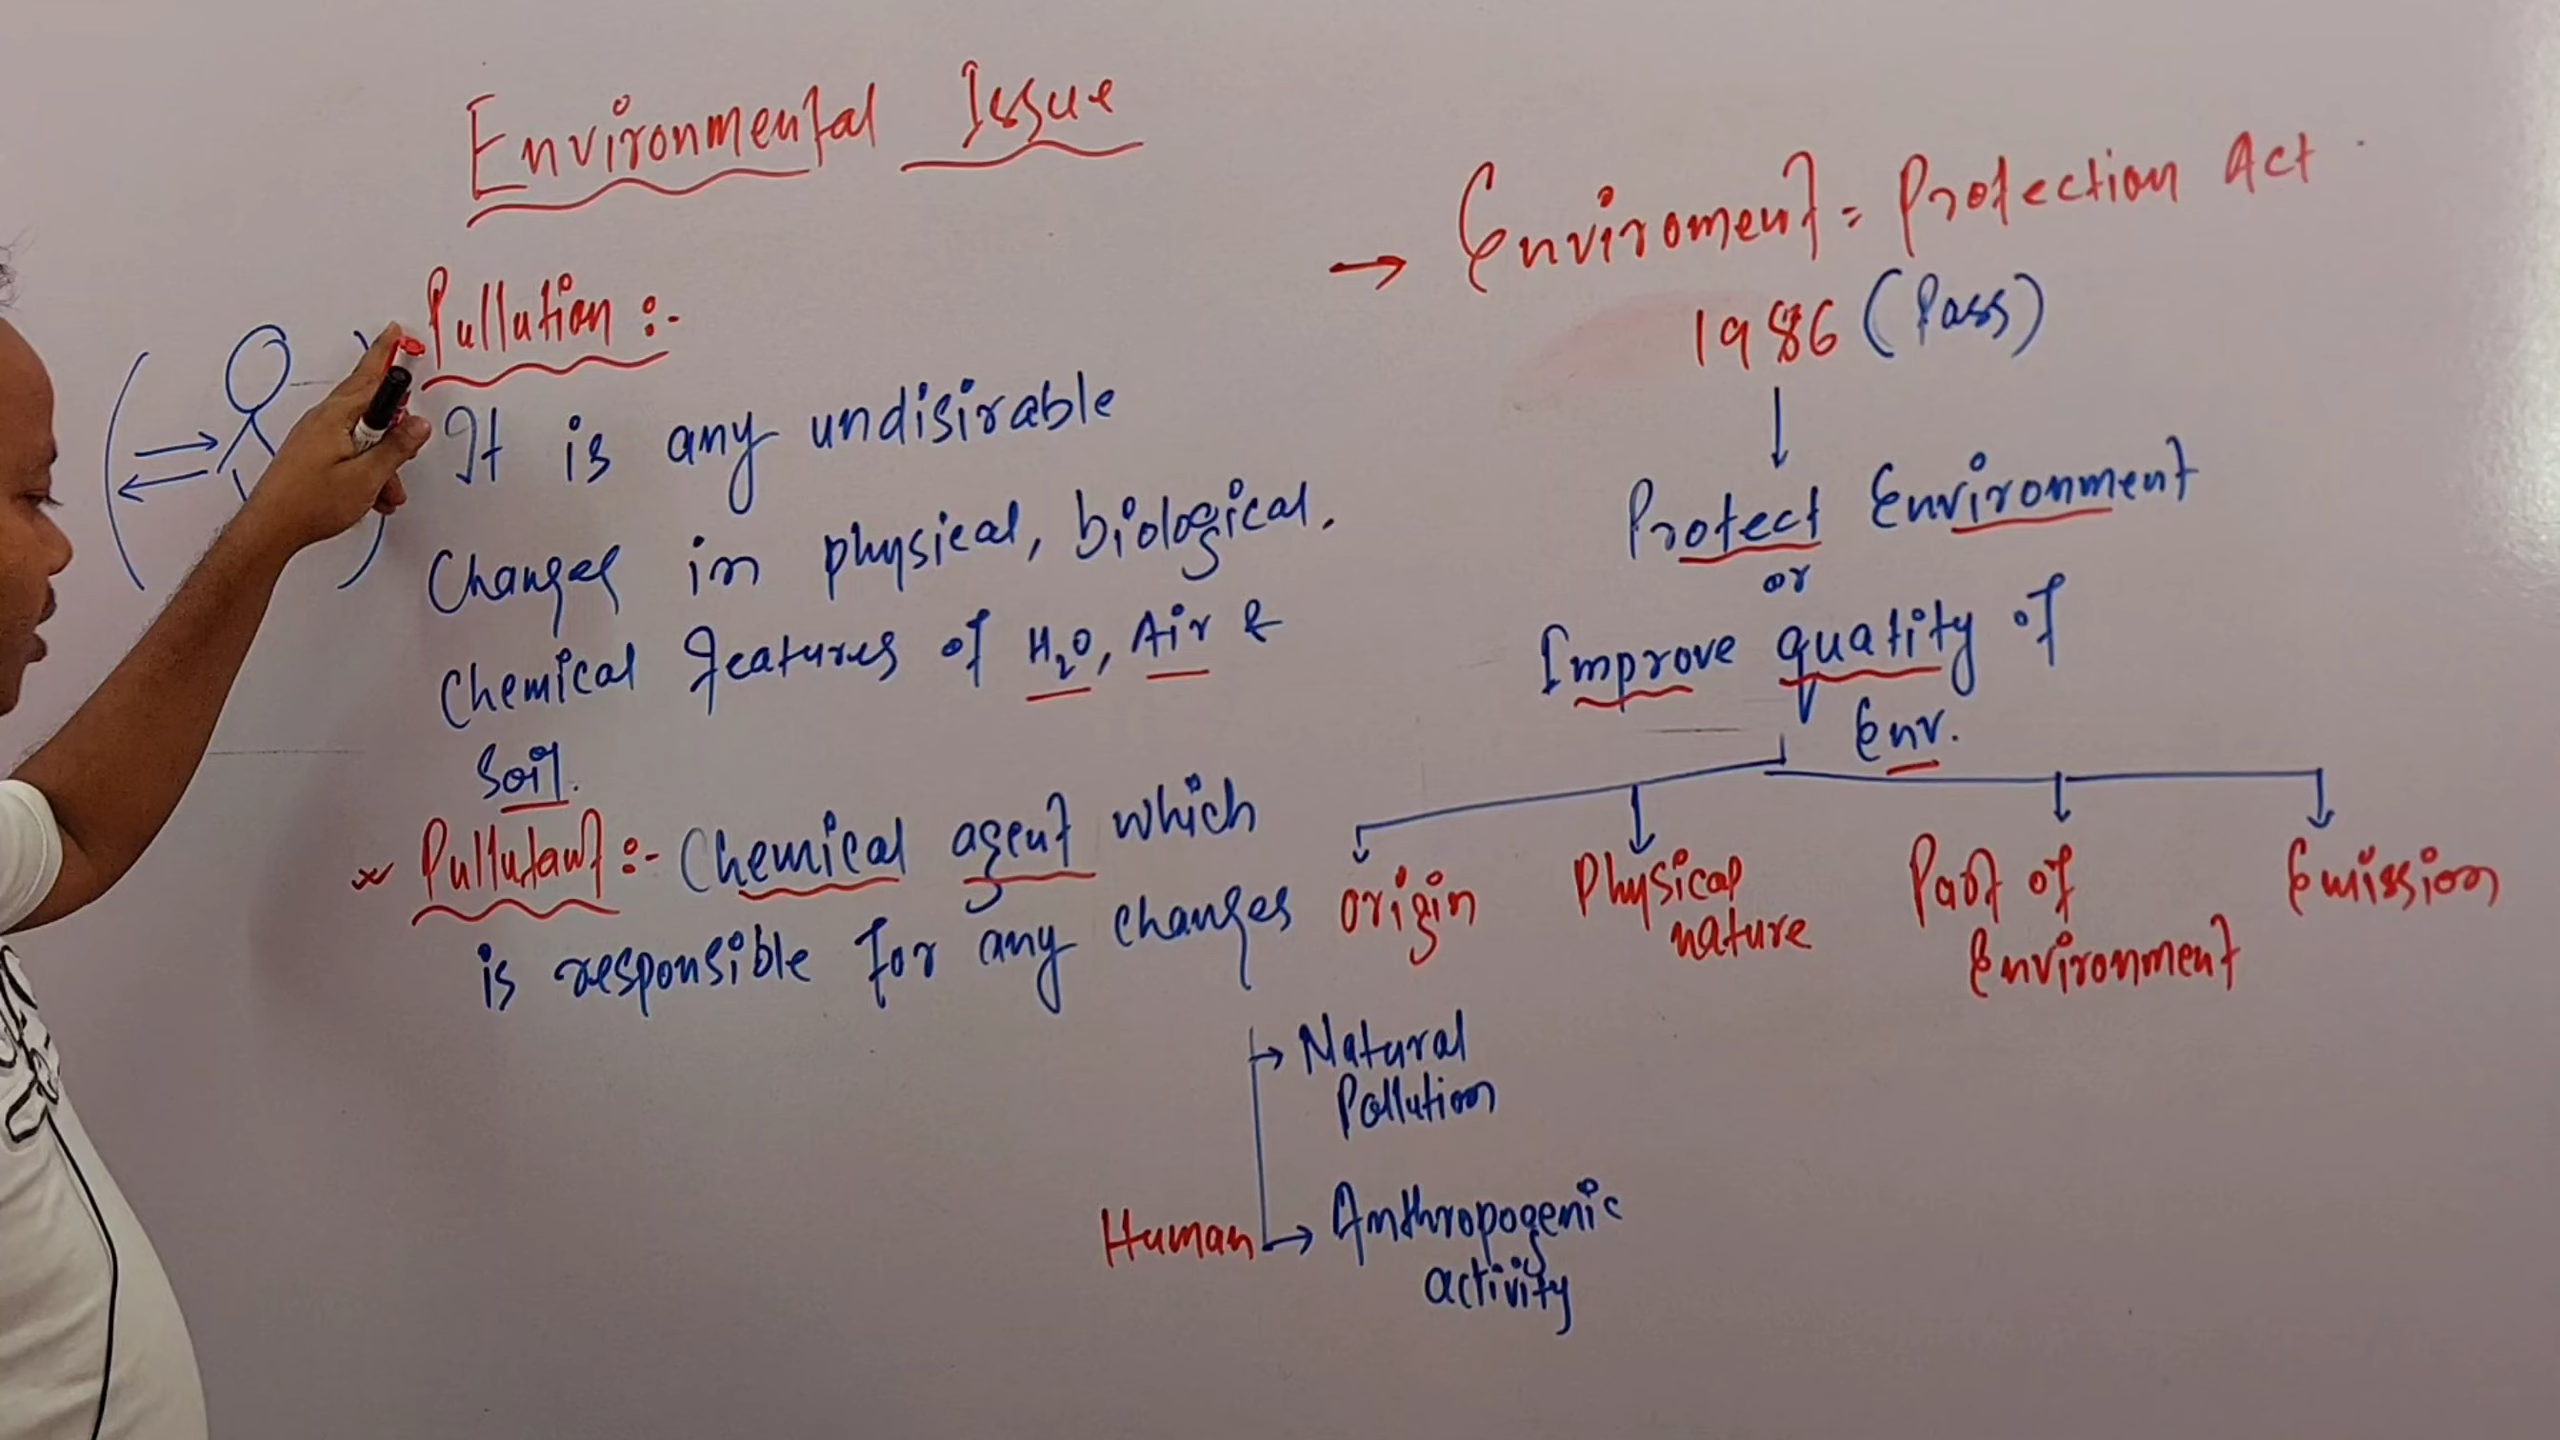 Environmental Issue
Pullution :-
It is any undisirable
Changes in physical, biological,
Chemical features of H₂O, Air &
Soil.
Pullutant :- Chemical agent which
is responsible for any changes
→ Enviroment = Protection Act
1986 (Pass)
Protect Environment
or
Improve quality of
Env.
origin
Physical
nature
Part of
Environment
Emission
→ Natural
Pollution
Human → Anthropogenic
activity